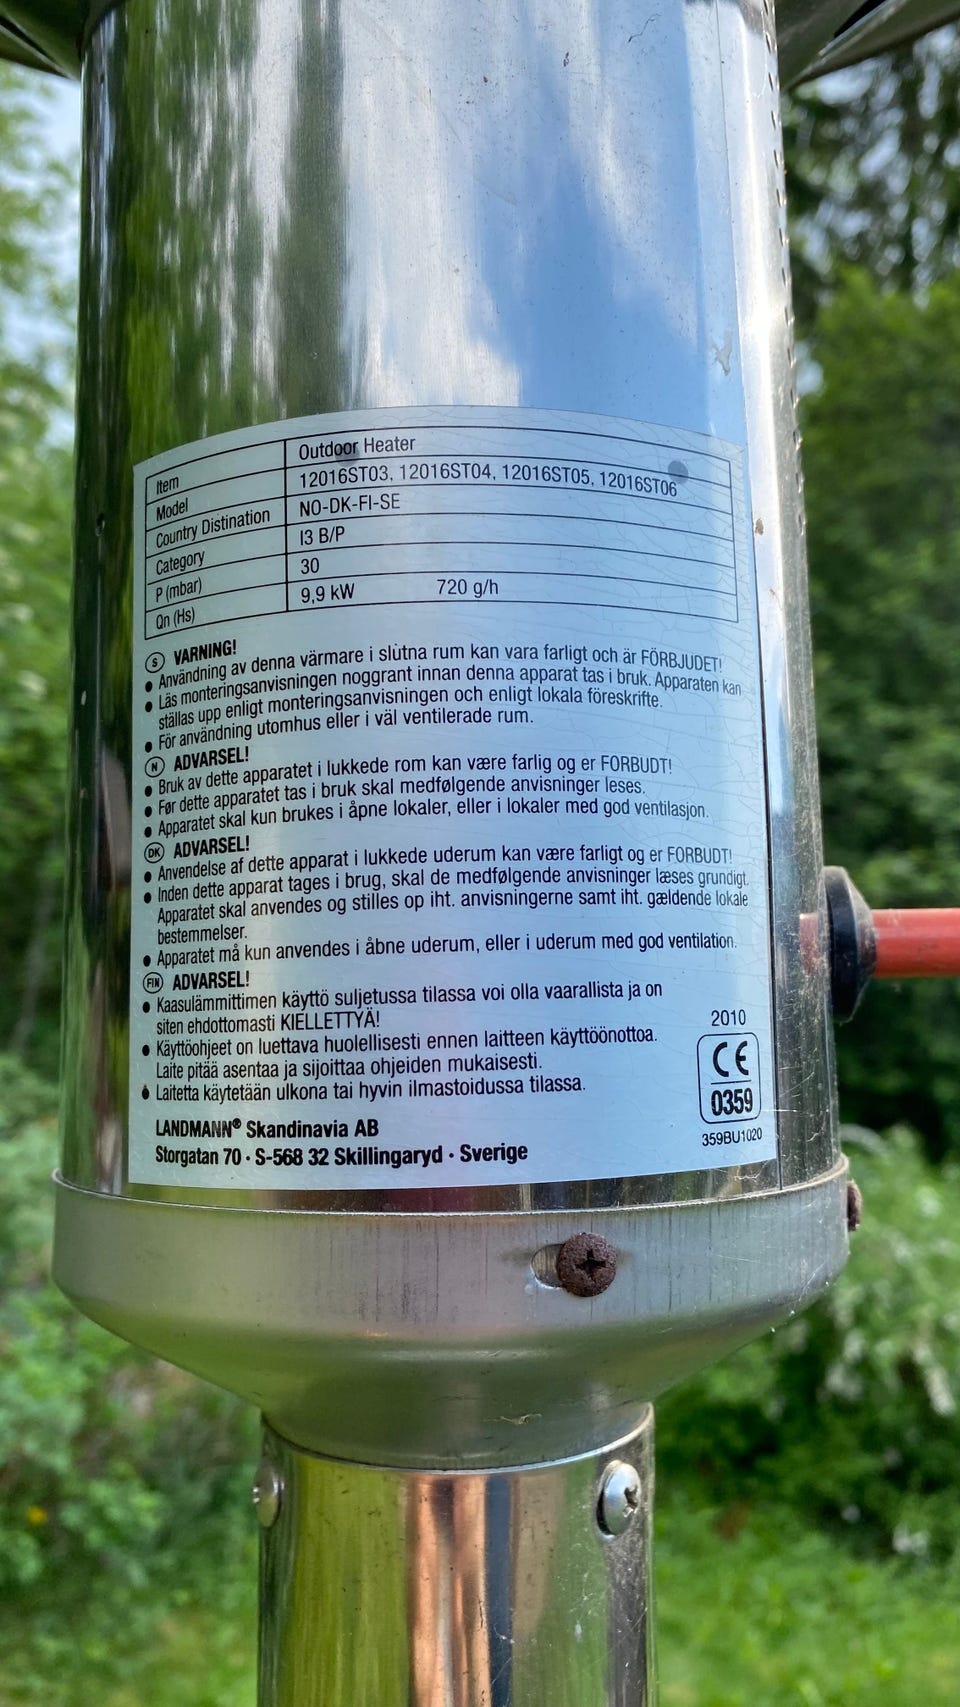 Item Outdoor Heater
Model 12016ST03, 12016ST04, 12016ST05, 12016ST06
Country Distination NO-DK-FI-SE
Category I3 B/P
P (mbar) 30
Qn (Hs) 9,9 kW 720 g/h
S VARNING!
• Användning av denna värmare i slutna rum kan vara farligt och är FÖRBJUDET!
• Läs monteringsanvisningen noggrant innan denna apparat tas i bruk. Apparaten kan
ställas upp enligt monteringsanvisningen och enligt lokala föreskrifte.
• För användning utomhus eller i väl ventilerade rum.
N ADVARSEL!
• Bruk av dette apparatet i lukkede rom kan være farlig og er FORBUDT!
• Før dette apparatet tas i bruk skal medfølgende anvisninger leses.
• Apparatet skal kun brukes i åpne lokaler, eller i lokaler med god ventilasjon.
DK ADVARSEL!
• Anvendelse af dette apparat i lukkede uderum kan være farligt og er FORBUDT!
• Inden dette apparat tages i brug, skal de medfølgende anvisninger læses grundigt.
Apparatet skal anvendes og stilles op iht. anvisningerne samt iht. gældende lokale
bestemmelser.
• Apparatet må kun anvendes i åbne uderum, eller i uderum med god ventilation.
FIN ADVARSEL!
• Kaasulämmittimen käyttö suljetussa tilassa voi olla vaarallista ja on
siten ehdottomasti KIELLETTYÄ!
• Käyttöohjeet on luettava huolellisesti ennen laitteen käyttöönottoa.
Laite pitää asentaa ja sijoittaa ohjeiden mukaisesti.
• Laitetta käytetään ulkona tai hyvin ilmastoidussa tilassa.
LANDMANN® Skandinavia AB
Storgatan 70 · S-568 32 Skillingaryd · Sverige
2010
CE
0359
359BU1020